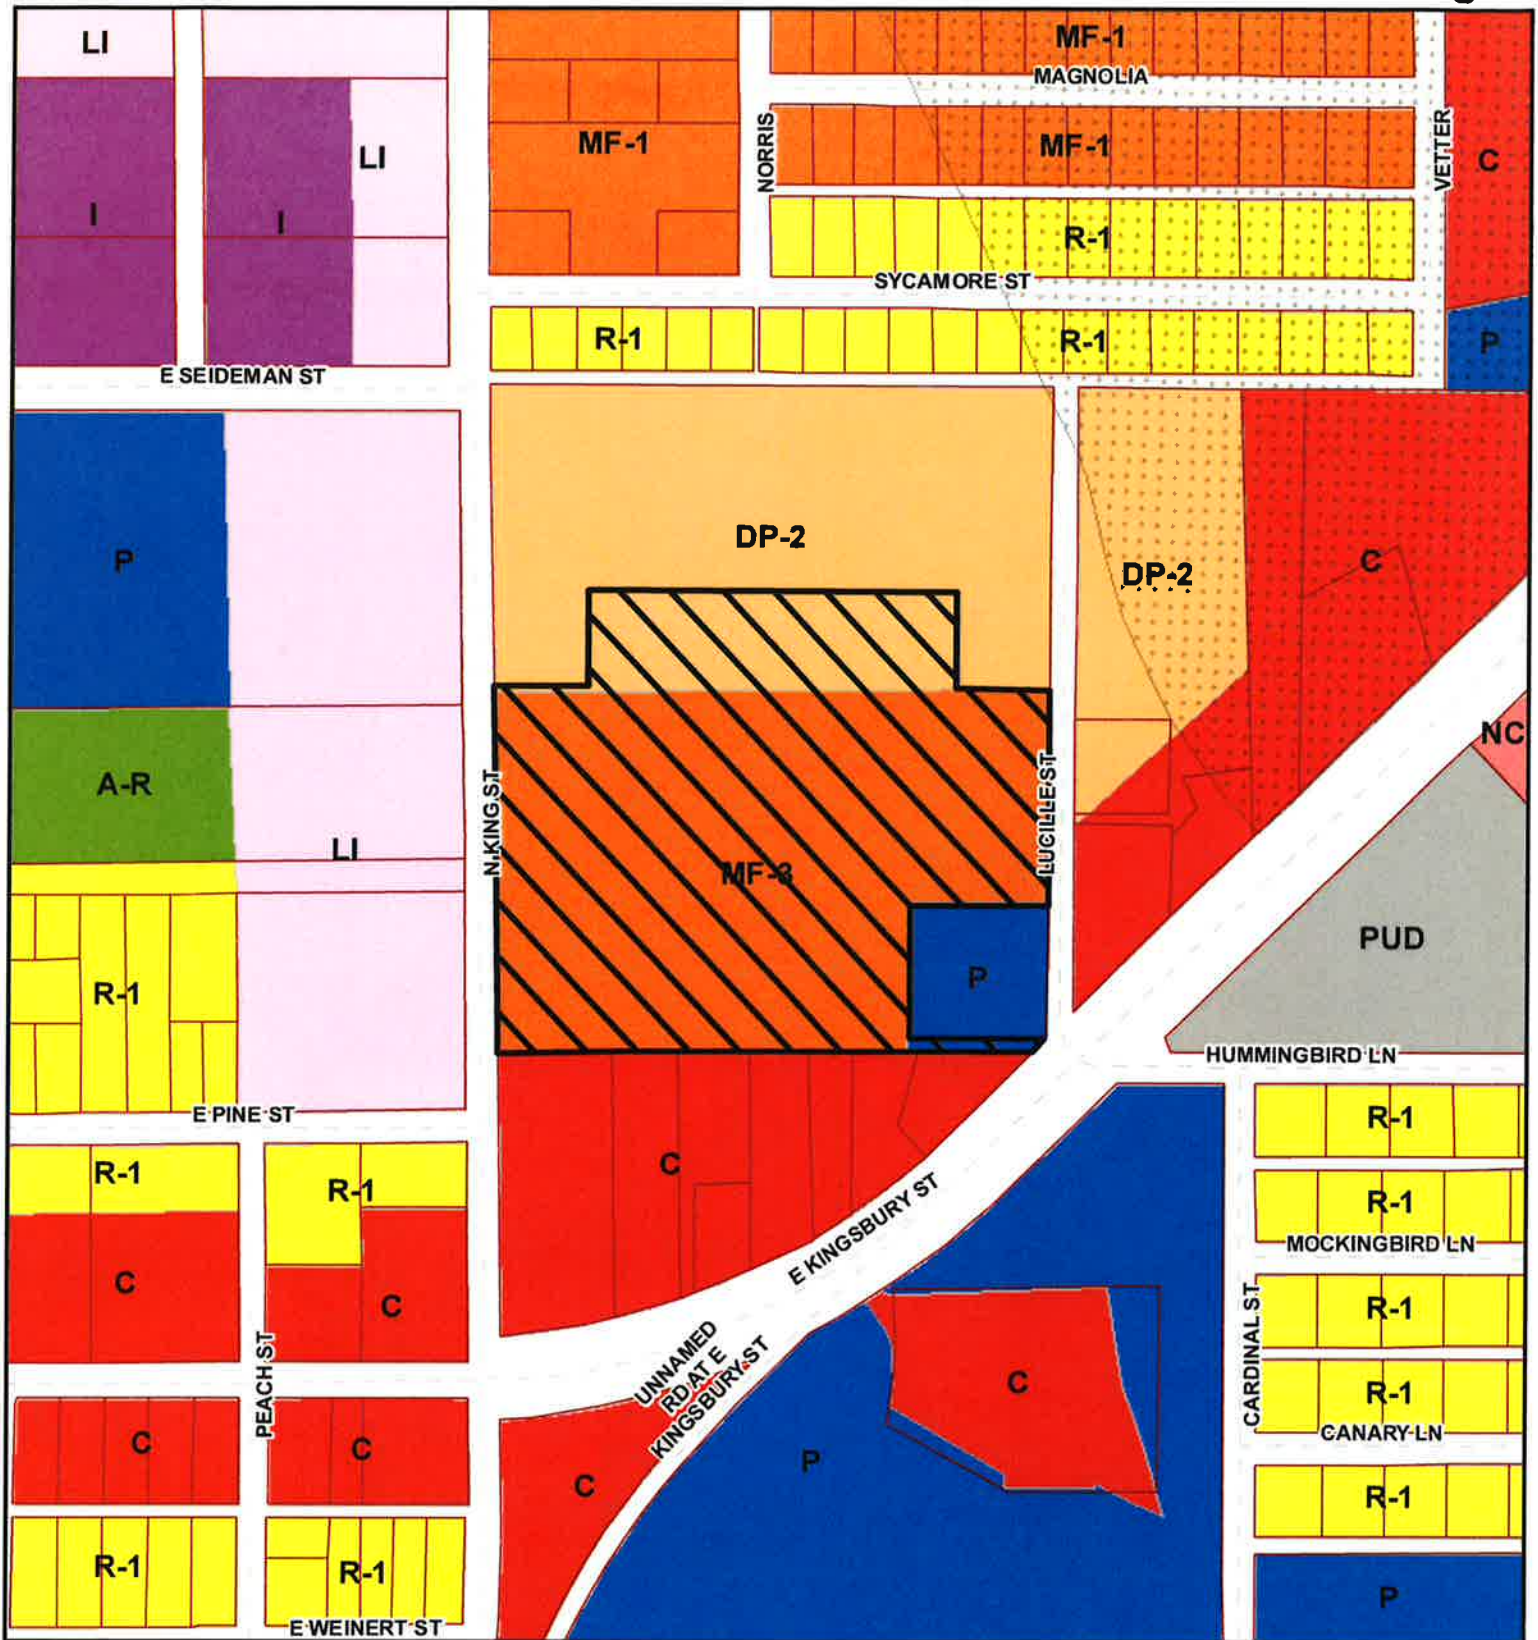 LI
MF-1
MF-1
MAGNOLIA
LI
MF-1
NORRIS
MF-1
VETTER
C
I
I
R-1
SYCAMORE ST
R-1
R-1
P
E SEIDEMAN ST
P
DP-2
DP-2
C
A-R
LI
N KING ST
LUCILLE ST
NC
MF-3
R-1
P
PUD
HUMMINGBIRD LN
E PINE ST
R-1
R-1
R-1
C
R-1
C
C
E KINGSBURY ST
MOCKINGBIRD LN
PEACH ST
UNNAMED
RD AT E
KINGSBURY ST
C
CARDINAL ST
R-1
R-1
CANARY LN
C
C
C
P
R-1
R-1
R-1
P
E WEINERT ST